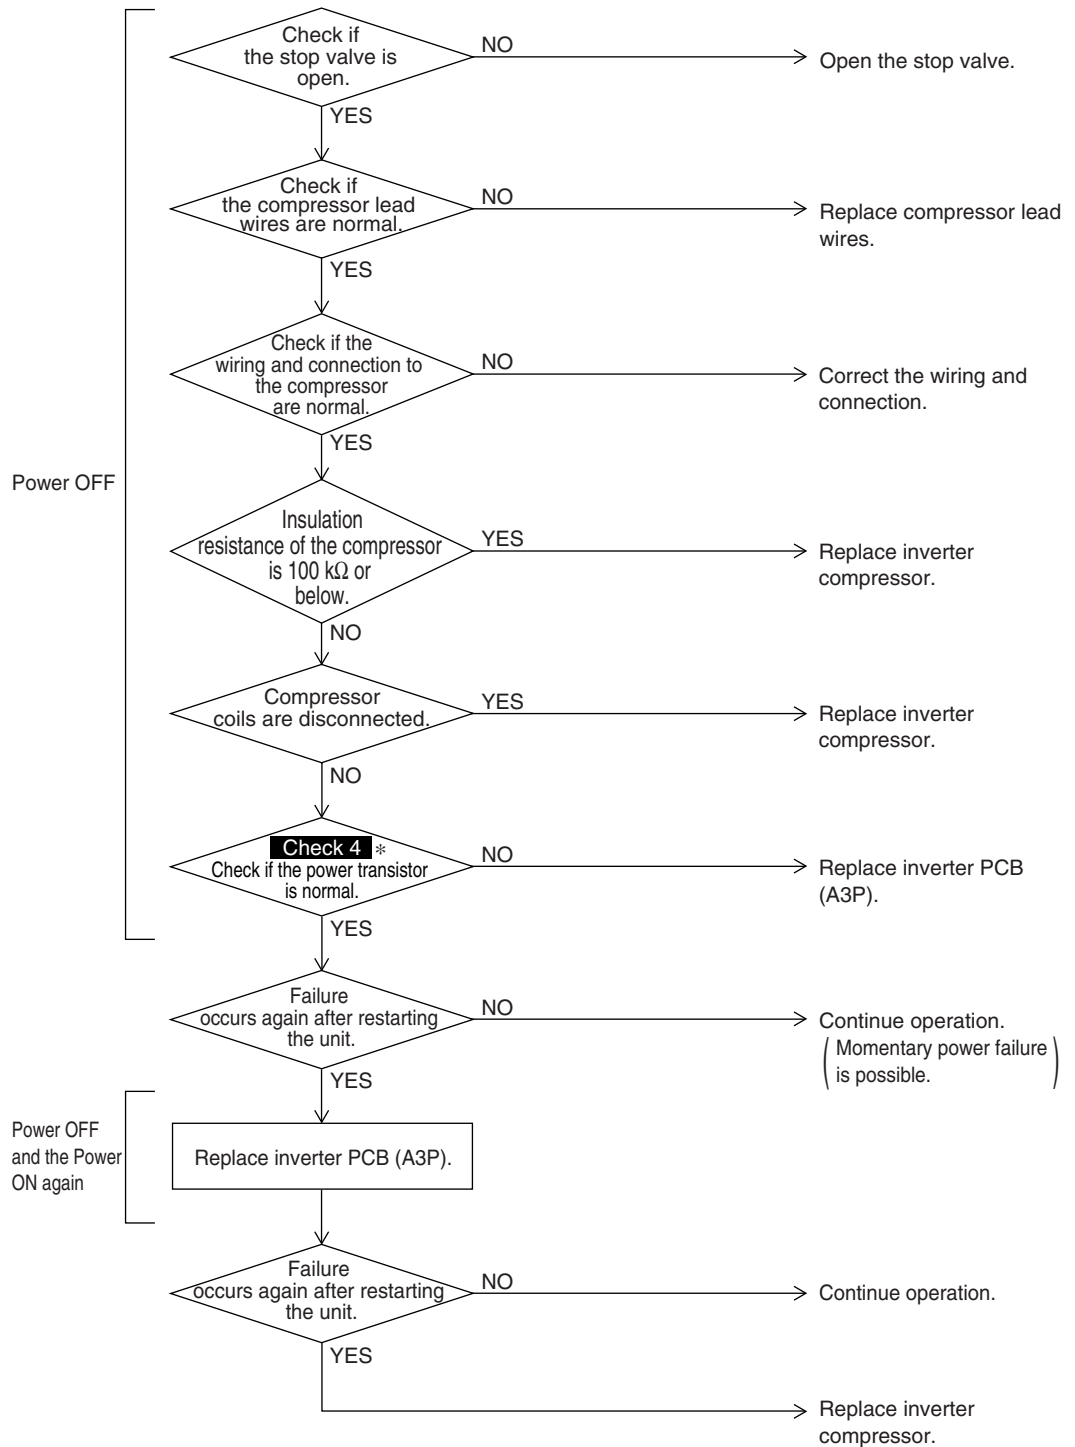 Check if
the stop valve is
open.
NO
Open the stop valve.
YES
Check if
the compressor lead
wires are normal.
NO
Replace compressor lead
wires.
YES
Check if the
wiring and connection to
the compressor
are normal.
NO
Correct the wiring and
connection.
YES
Power OFF
Insulation
resistance of the compressor
is 100 kΩ or
below.
YES
Replace inverter
compressor.
NO
Compressor
coils are disconnected.
YES
Replace inverter
compressor.
NO
Check 4 *
Check if the power transistor
is normal.
NO
Replace inverter PCB
(A3P).
YES
Failure
occurs again after restarting
the unit.
NO
Continue operation.
( Momentary power failure
is possible. )
YES
Power OFF
and the Power
ON again
Replace inverter PCB (A3P).
Failure
occurs again after restarting
the unit.
NO
Continue operation.
YES
Replace inverter
compressor.